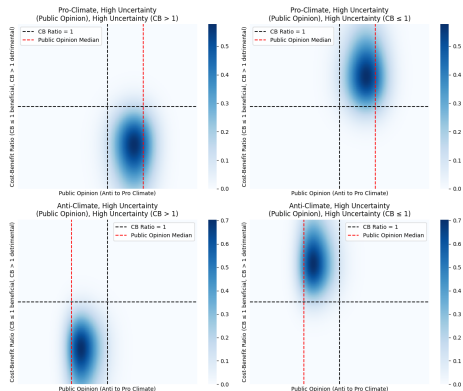 Pro-Climate, High Uncertainty
(Public Opinion), High Uncertainty (CB > 1)
CB Ratio = 1
Public Opinion Median
Cost-Benefit Ratio (CB ≤ 1 beneficial, CB > 1 detrimental)
Public Opinion (Anti to Pro Climate)
0.5
0.4
0.3
0.2
0.1
0.0
Pro-Climate, High Uncertainty
(Public Opinion), High Uncertainty (CB ≤ 1)
CB Ratio = 1
Public Opinion Median
Cost-Benefit Ratio (CB ≤ 1 beneficial, CB > 1 detrimental)
Public Opinion (Anti to Pro Climate)
0.5
0.4
0.3
0.2
0.1
0.0
Anti-Climate, High Uncertainty
(Public Opinion), High Uncertainty (CB > 1)
CB Ratio = 1
Public Opinion Median
Cost-Benefit Ratio (CB ≤ 1 beneficial, CB > 1 detrimental)
Public Opinion (Anti to Pro Climate)
0.7
0.6
0.5
0.4
0.3
0.2
0.1
0.0
Anti-Climate, High Uncertainty
(Public Opinion), High Uncertainty (CB ≤ 1)
CB Ratio = 1
Public Opinion Median
Cost-Benefit Ratio (CB ≤ 1 beneficial, CB > 1 detrimental)
Public Opinion (Anti to Pro Climate)
0.7
0.6
0.5
0.4
0.3
0.2
0.1
0.0